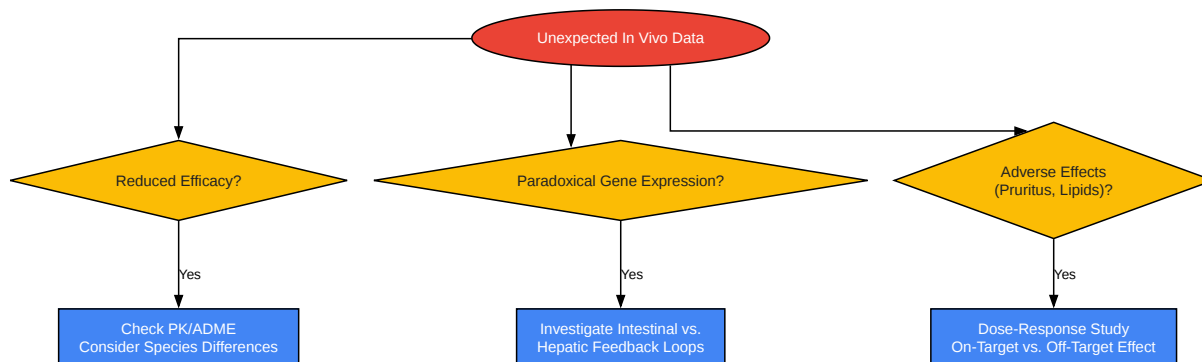 Unexpected In Vivo Data
Reduced Efficacy?
Paradoxical Gene Expression?
Adverse Effects
(Pruritus, Lipids)?
Yes
Yes
Yes
Check PK/ADME
Consider Species Differences
Investigate Intestinal vs.
Hepatic Feedback Loops
Dose-Response Study
On-Target vs. Off-Target Effect